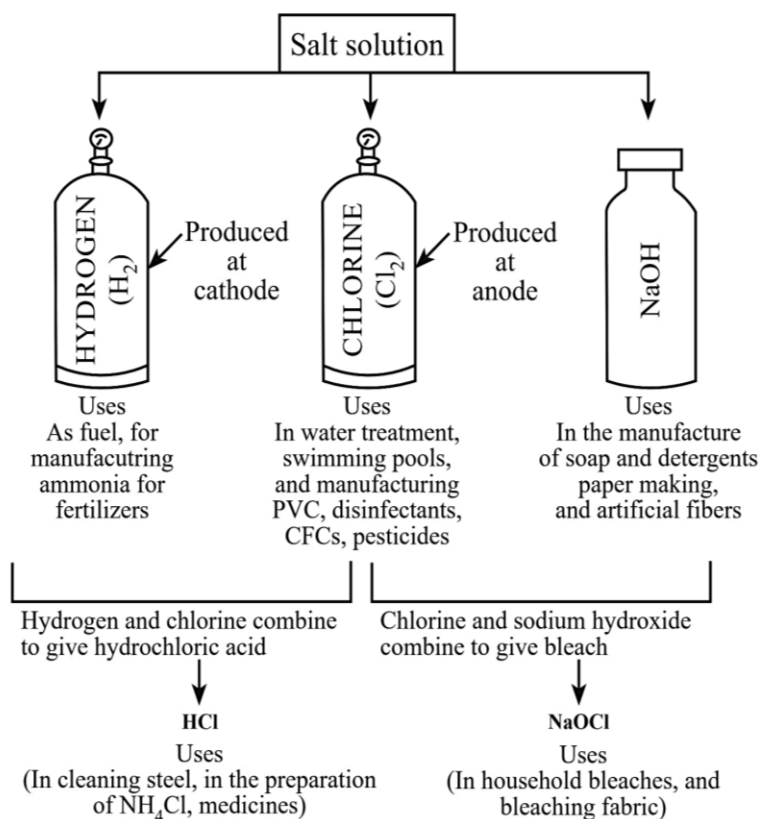 Salt solution
HYDROGEN
(H₂)
Produced
at
cathode
CHLORINE
(Cl₂)
Produced
at
anode
NaOH
Uses
As fuel, for
manufacutring
ammonia for
fertilizers
Uses
In water treatment,
swimming pools,
and manufacturing
PVC, disinfectants,
CFCs, pesticides
Uses
In the manufacture
of soap and detergents
paper making,
and artificial fibers
Hydrogen and chlorine combine
to give hydrochloric acid
HCl
Uses
(In cleaning steel, in the preparation
of NH₄Cl, medicines)
Chlorine and sodium hydroxide
combine to give bleach
NaOCl
Uses
(In household bleaches, and
bleaching fabric)